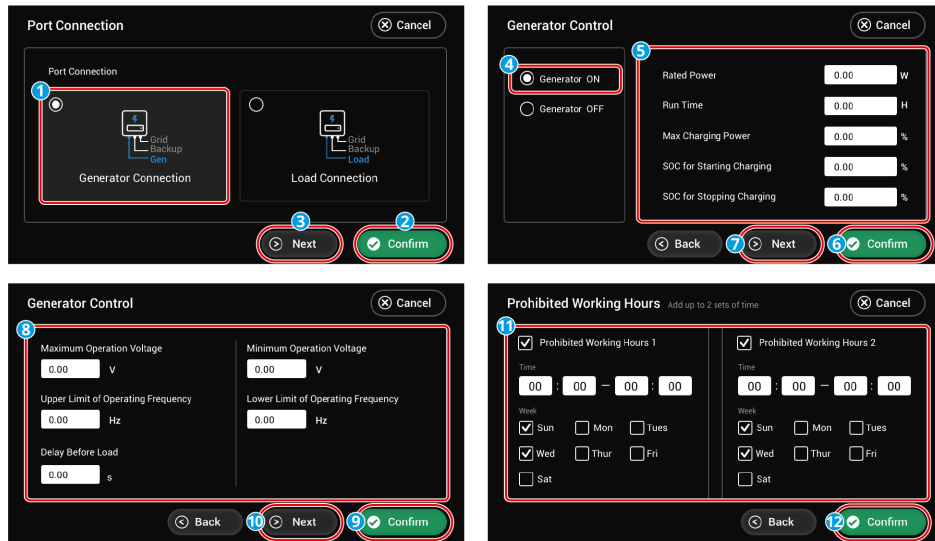 Port Connection
Cancel
Port Connection
1
Grid
Backup
Gen
Generator Connection
Grid
Backup
Load
Load Connection
3
2
Next
Confirm
Generator Control
Cancel
4
5
Generator ON
Generator OFF
Rated Power 0.00 W
Run Time 0.00 H
Max Charging Power 0.00 %
SOC for Starting Charging 0.00 %
SOC for Stopping Charging 0.00 %
Back
7
Next
6
Confirm
Generator Control
Cancel
8
Maximum Operation Voltage
0.00 V
Minimum Operation Voltage
0.00 V
Upper Limit of Operating Frequency
0.00 Hz
Lower Limit of Operating Frequency
0.00 Hz
Delay Before Load
0.00 s
Back
10
Next
9
Confirm
Prohibited Working Hours Add up to 2 sets of time
Cancel
11
Prohibited Working Hours 1
Time
00 : 00 – 00 : 00
Week
Sun Mon Tues
Wed Thur Fri
Sat
Prohibited Working Hours 2
Time
00 : 00 – 00 : 00
Week
Sun Mon Tues
Wed Thur Fri
Sat
Back
12
Confirm